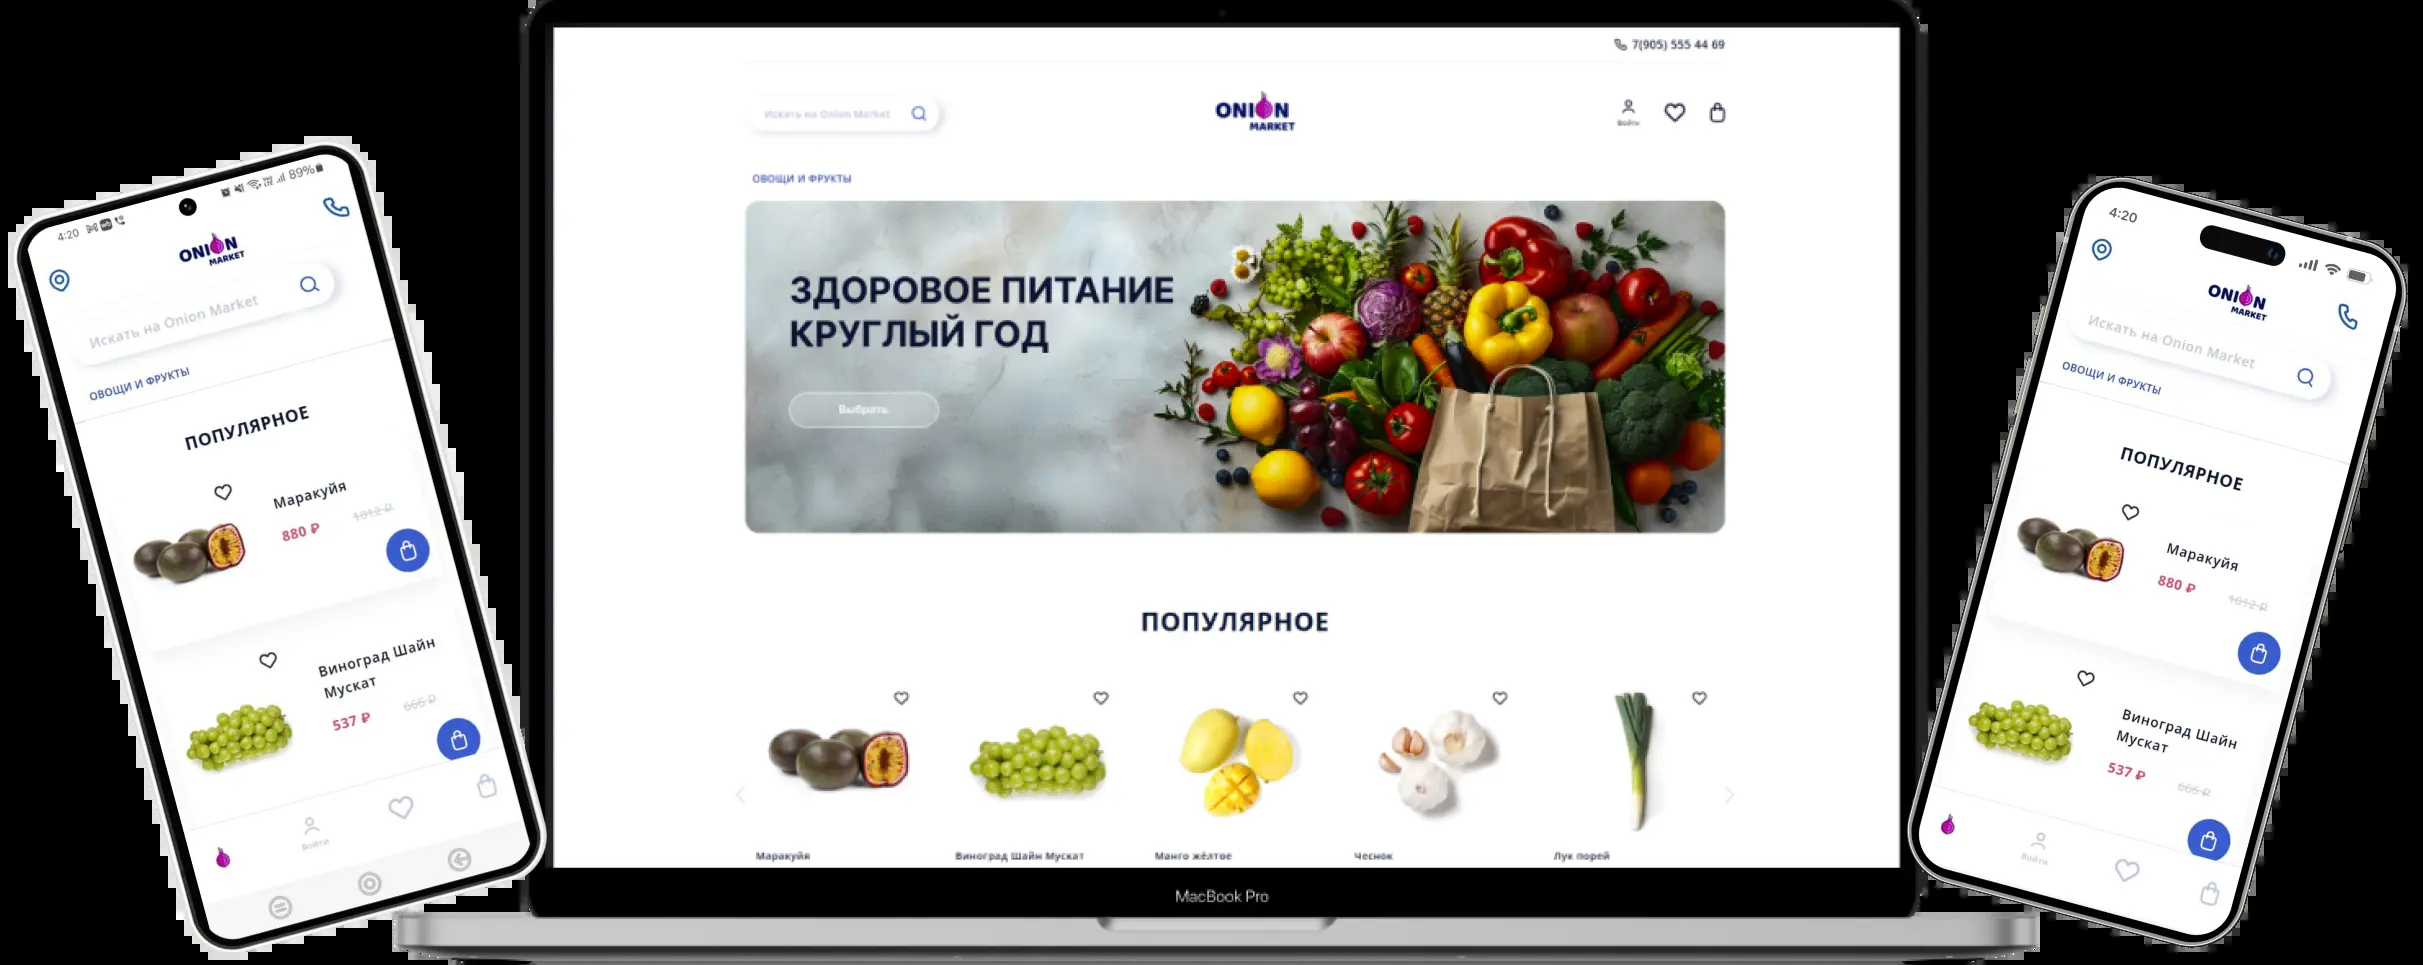 4:20
89%
ONION
MARKET
Искать на Onion Market
ОВОЩИ И ФРУКТЫ
ПОПУЛЯРНОЕ
Маракуйя
880 ₽
1012 ₽
Виноград Шайн
Мускат
537 ₽
666 ₽
Войти
7(905) 555 44 69
Искать на Onion Market
ONION
MARKET
Войти
ОВОЩИ И ФРУКТЫ
ЗДОРОВОЕ ПИТАНИЕ
КРУГЛЫЙ ГОД
Выбрать
ПОПУЛЯРНОЕ
Маракуйя
Виноград Шайн Мускат
Манго жёлтое
Чеснок
Лук порей
MacBook Pro
4:20
ONION
MARKET
Искать на Onion Market
ОВОЩИ И ФРУКТЫ
ПОПУЛЯРНОЕ
Маракуйя
880 ₽
1012 ₽
Виноград Шайн
Мускат
537 ₽
666 ₽
Войти